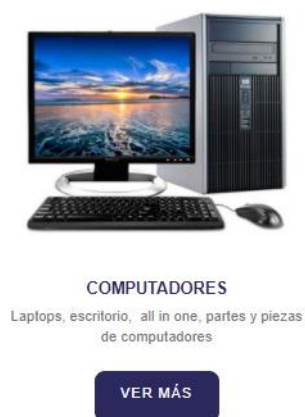 COMPUTADORES
Laptops, escritorio, all in one, partes y piezas
de computadores
VER MÁS